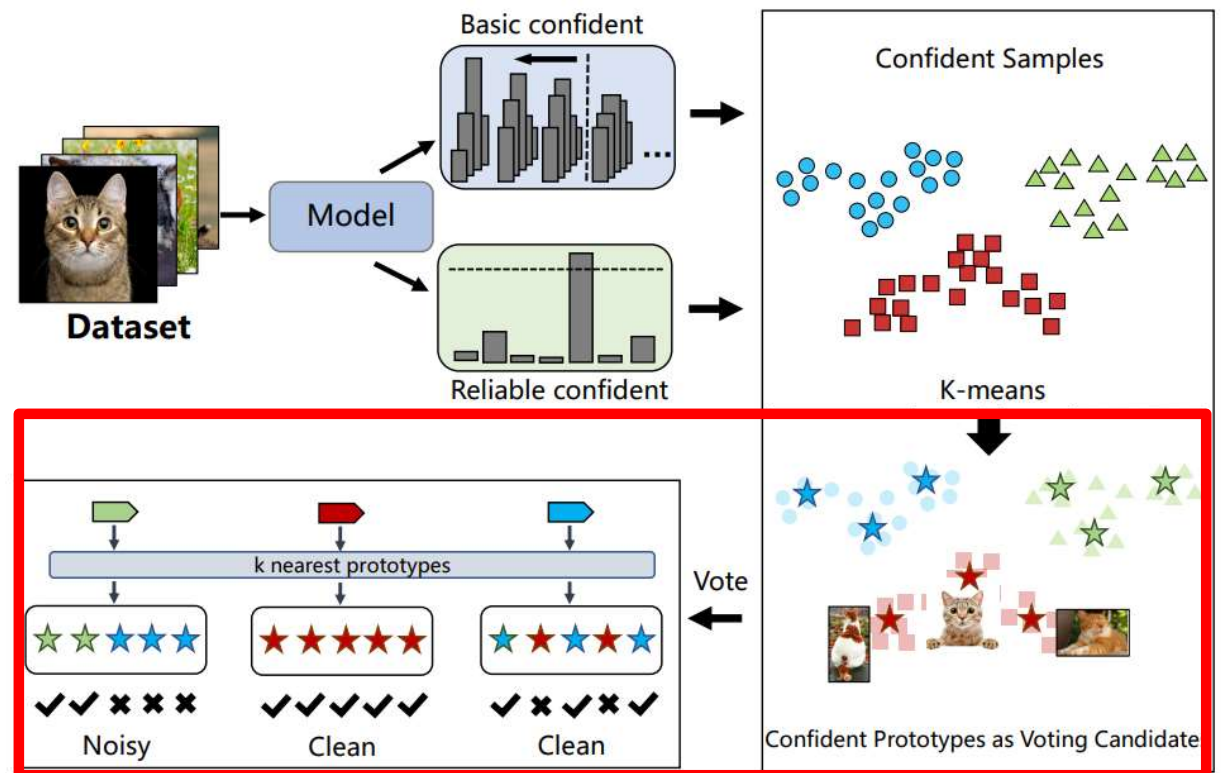 Basic confident
Confident Samples
Model
Dataset
Reliable confident
K-means
k nearest prototypes
Vote
Noisy
Clean
Clean
Confident Prototypes as Voting Candidate